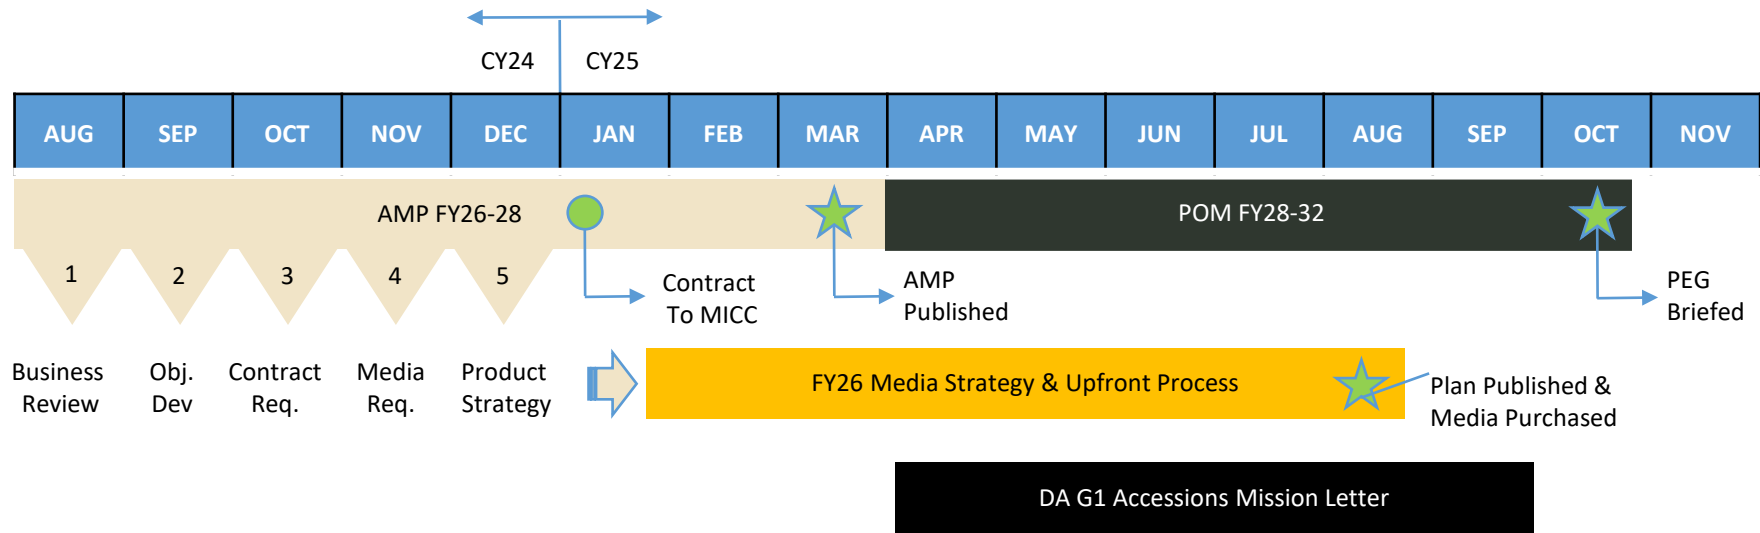 CY24 CY25
AUG SEP OCT NOV DEC JAN FEB MAR APR MAY JUN JUL AUG SEP OCT NOV
AMP FY26-28
POM FY28-32
1 2 3 4 5
Contract
To MICC
AMP
Published
PEG
Briefed
Business
Review
Obj.
Dev
Contract
Req.
Media
Req.
Product
Strategy
FY26 Media Strategy & Upfront Process
Plan Published &
Media Purchased
DA G1 Accessions Mission Letter